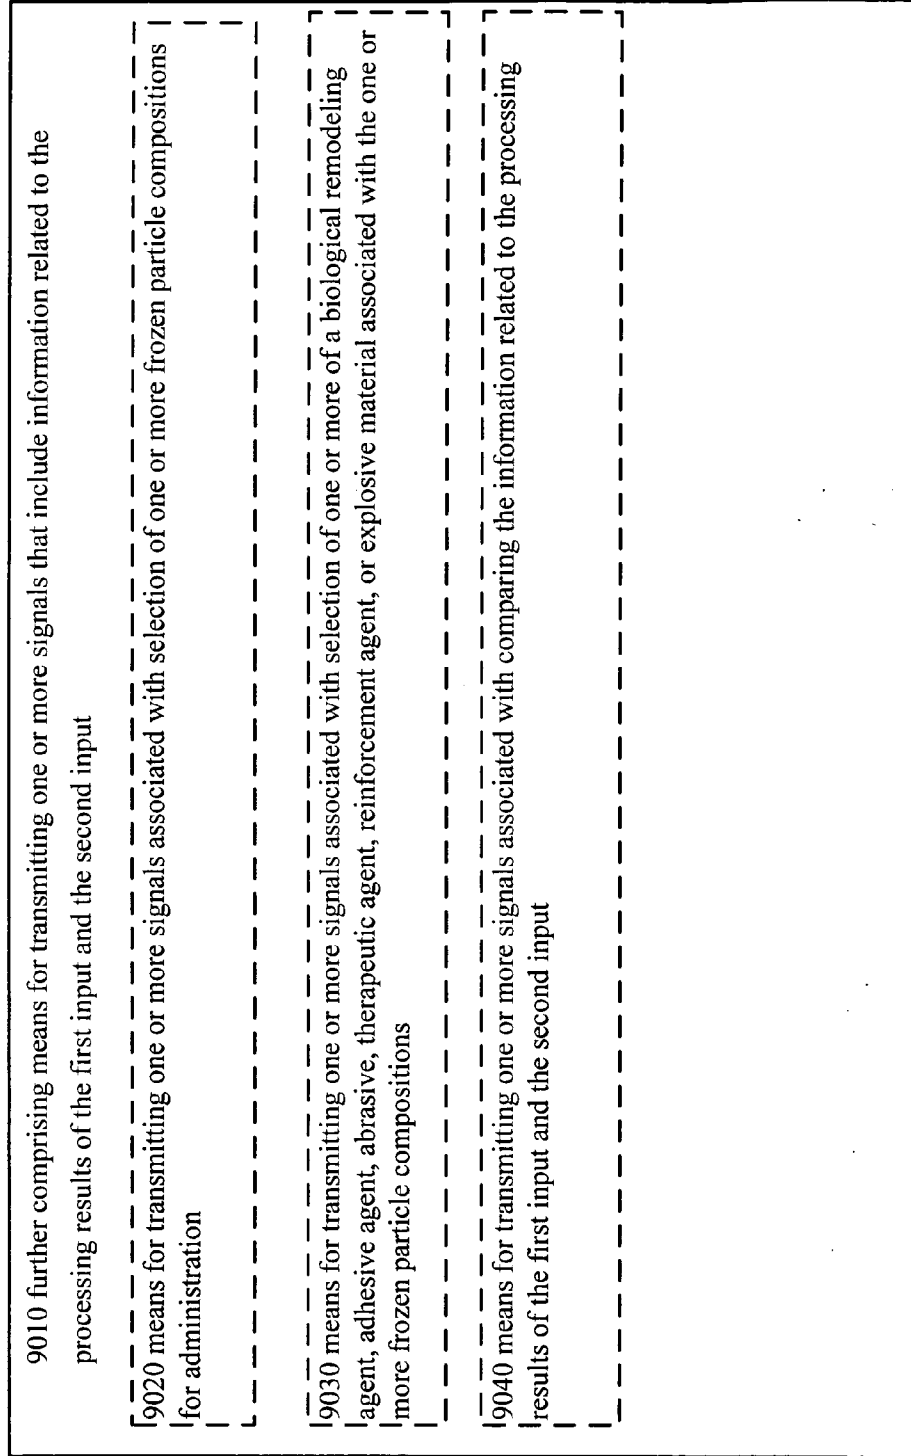 9010 further comprising means for transmitting one or more signals that include information related to the
processing results of the first input and the second input
9020 means for transmitting one or more signals associated with selection of one or more frozen particle compositions
for administration
9030 means for transmitting one or more signals associated with selection of one or more of a biological remodeling
agent, adhesive agent, abrasive, therapeutic agent, reinforcement agent, or explosive material associated with the one or
more frozen particle compositions
9040 means for transmitting one or more signals associated with comparing the information related to the processing
results of the first input and the second input